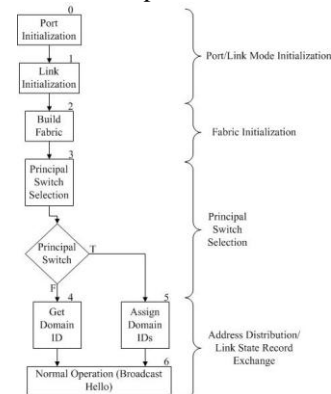 0
Port
Initialization
1
Link
Initialization
Port/Link Mode Initialization
2
Build
Fabric
Fabric Initialization
3
Principal
Switch
Selection
Principal
Switch
Selection
Principal
Switch
T
F
4
Get
Domain
ID
5
Assign
Domain
IDs
Address Distribution/
Link State Record
Exchange
6
Normal Operation (Broadcast
Hello)